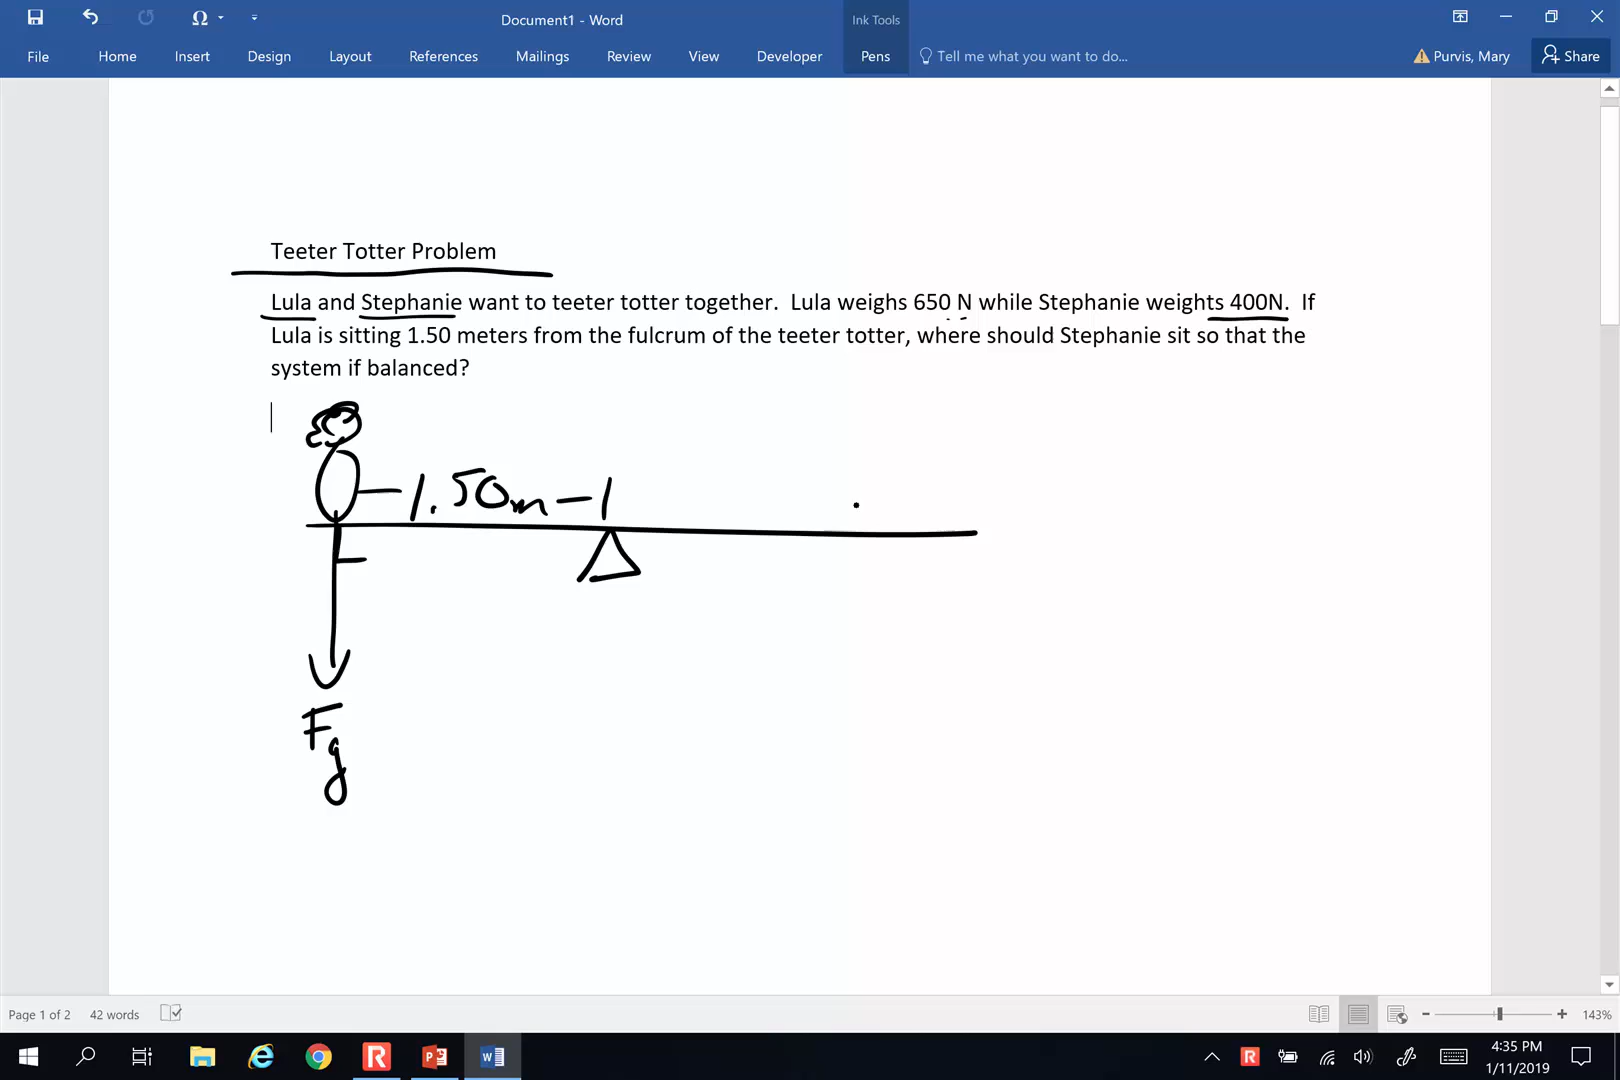 Document1 - Word
Ink Tools
File Home Insert Design Layout References Mailings Review View Developer Pens Tell me what you want to do... Purvis, Mary Share
Teeter Totter Problem
Lula and Stephanie want to teeter totter together. Lula weighs 650 N while Stephanie weights 400N. If
Lula is sitting 1.50 meters from the fulcrum of the teeter totter, where should Stephanie sit so that the
system if balanced?
1.50m
Fg
Page 1 of 2 42 words 143%
4:35 PM
1/11/2019